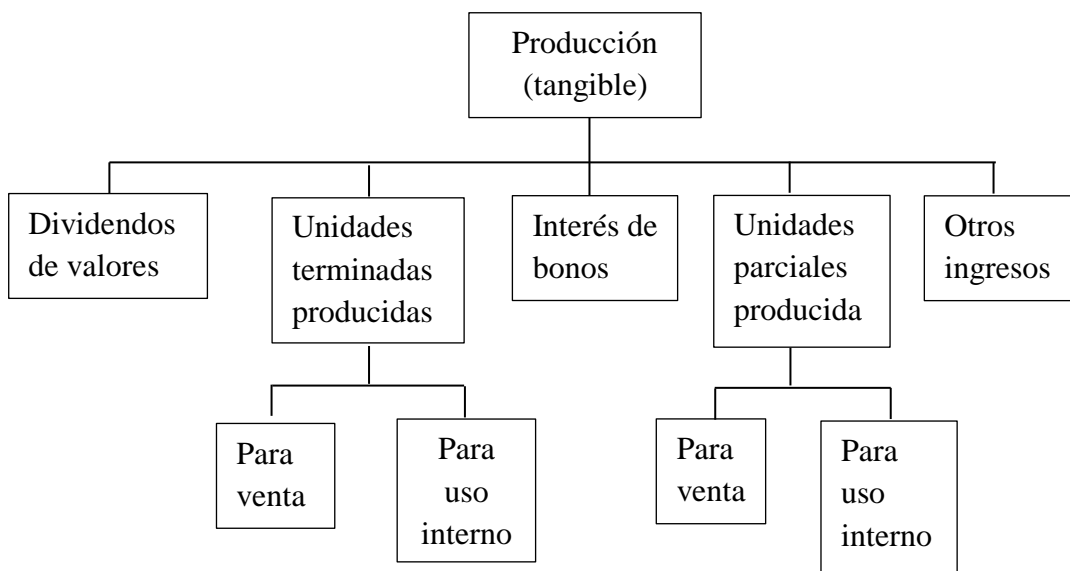 Producción
(tangible)
Dividendos
de valores
Unidades
terminadas
producidas
Interés de
bonos
Unidades
parciales
producida
Otros
ingresos
Para
venta
Para
uso
interno
Para
venta
Para
uso
interno